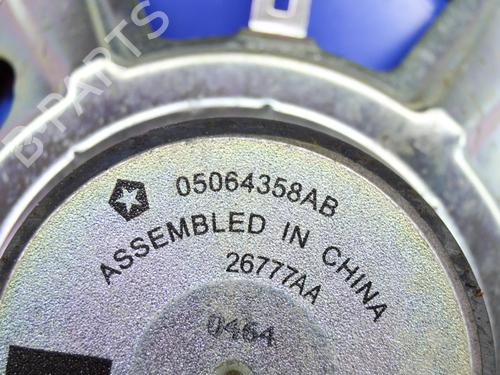 B-PARTS
05064358AB
ASSEMBLED IN CHINA
26777AA
0464